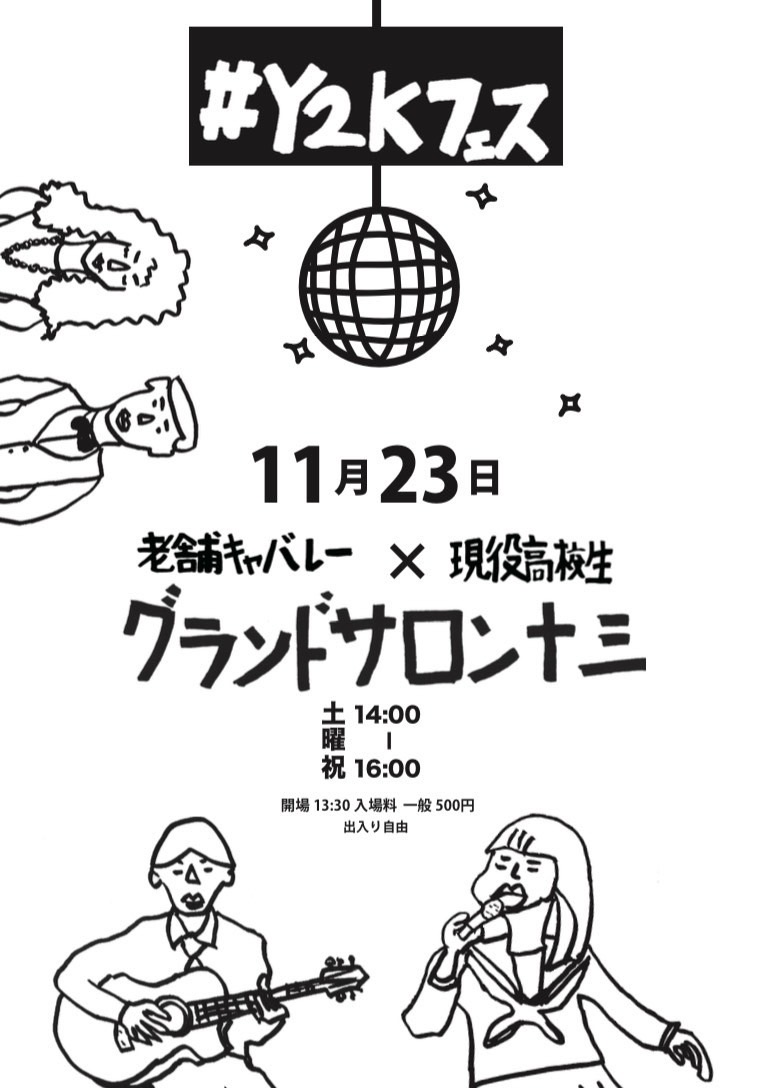 #Y2Kフェス
11月23日
老舗キャバレー × 現役高校生
グランドサロン十三
土曜祝 14:00 ー 16:00
開場 13:30 入場料 一般 500円
出入り自由